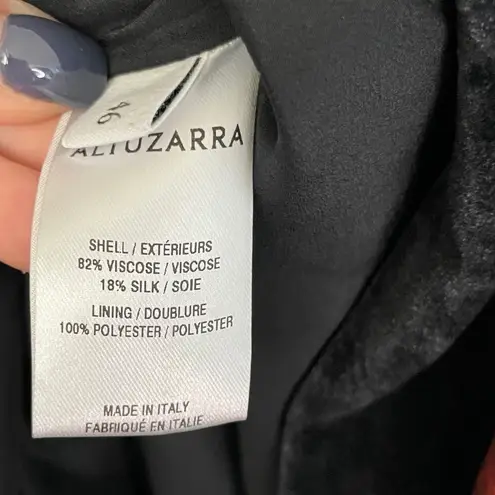 46
ALTUZARRA
SHELL / EXTÉRIEURS
82% VISCOSE / VISCOSE
18% SILK / SOIE
LINING / DOUBLURE
100% POLYESTER / POLYESTER
MADE IN ITALY
FABRIQUÉ EN ITALIE